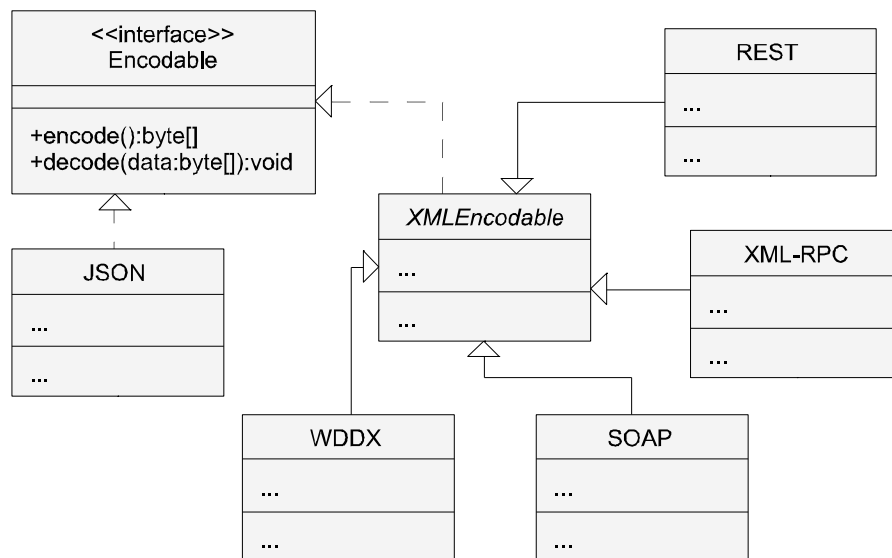 <<interface>>
Encodable
+encode():byte[]
+decode(data:byte[]):void
REST
...
...
XMLEncodable
...
...
JSON
...
...
XML-RPC
...
...
WDDX
...
...
SOAP
...
...